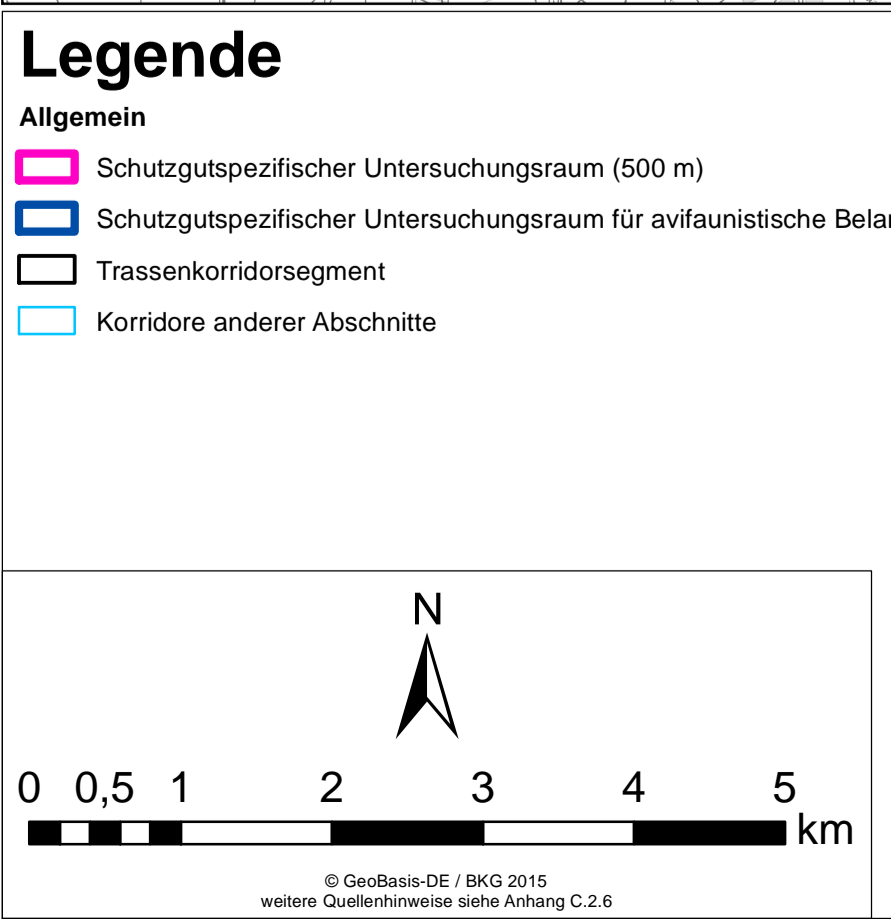 Legende
Allgemein
Schutzgutspezifischer Untersuchungsraum (500 m)
Schutzgutspezifischer Untersuchungsraum für avifaunistische
Trassenkorridorsegment
Korridore anderer Abschnitte
N
0 0,5 1 2 3 4 5
km
© GeoBasis-DE / BKG 2015
weitere Quellenhinweise siehe Anhang C.2.6